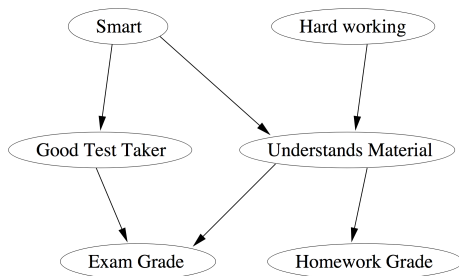 Smart
Hard working
Good Test Taker
Understands Material
Exam Grade
Homework Grade